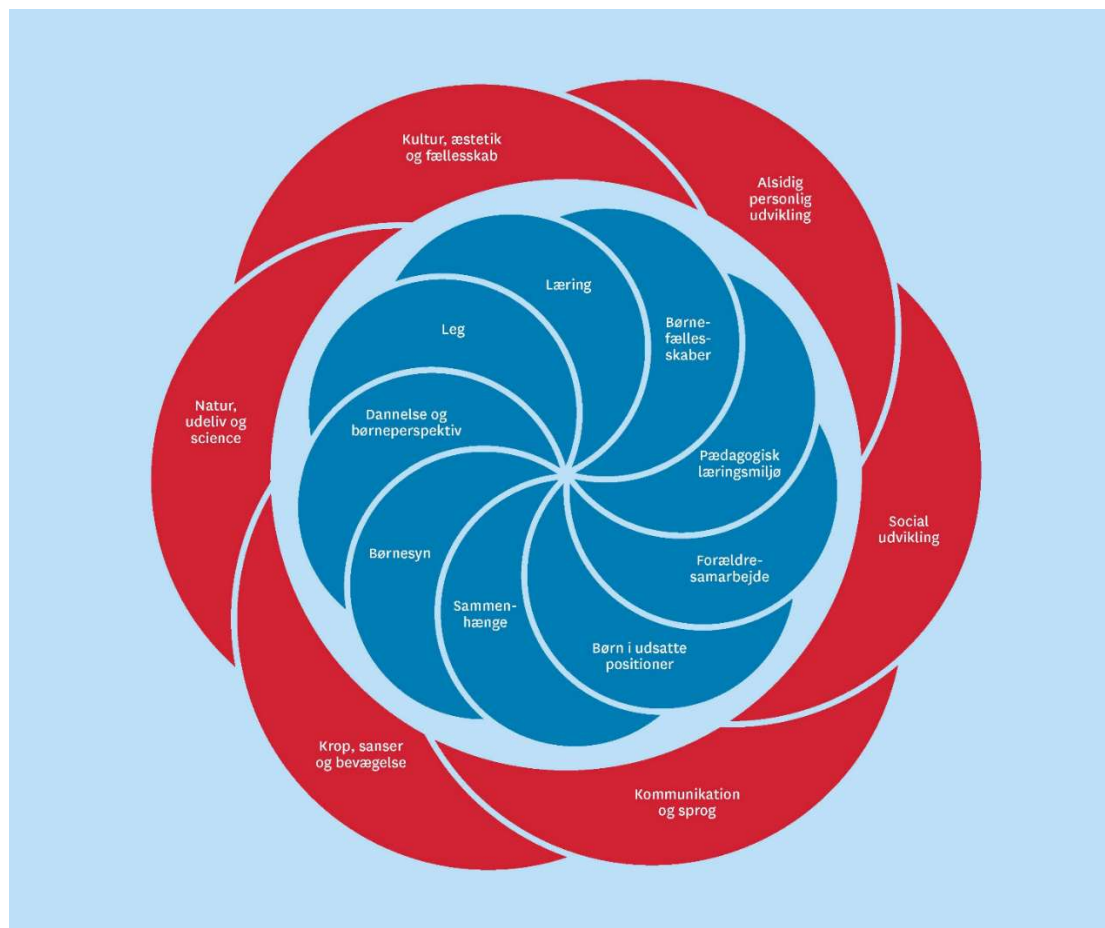 Kultur, æstetik
og fællesskab
Alsidig
personlig
udvikling
Social
udvikling
Kommunikation
og sprog
Krop, sanser
og bevægelse
Natur,
udeliv og
science
Læring
Børne-
fælles-
skaber
Pædagogisk
læringsmiljø
Forældre-
samarbejde
Børn i udsatte
positioner
Sammen-
hænge
Børnesyn
Dannelse og
børneperspektiv
Leg